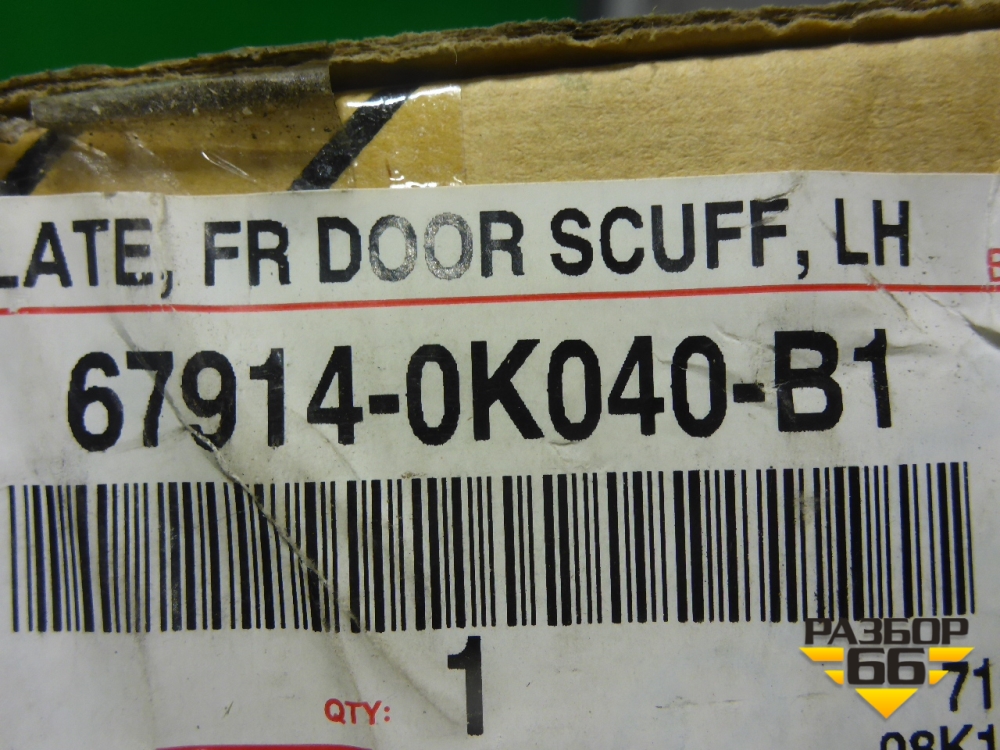 LATE, FR DOOR SCUFF, LH
67914-0K040-B1
QTY: 1
РАЗБОР
66
71